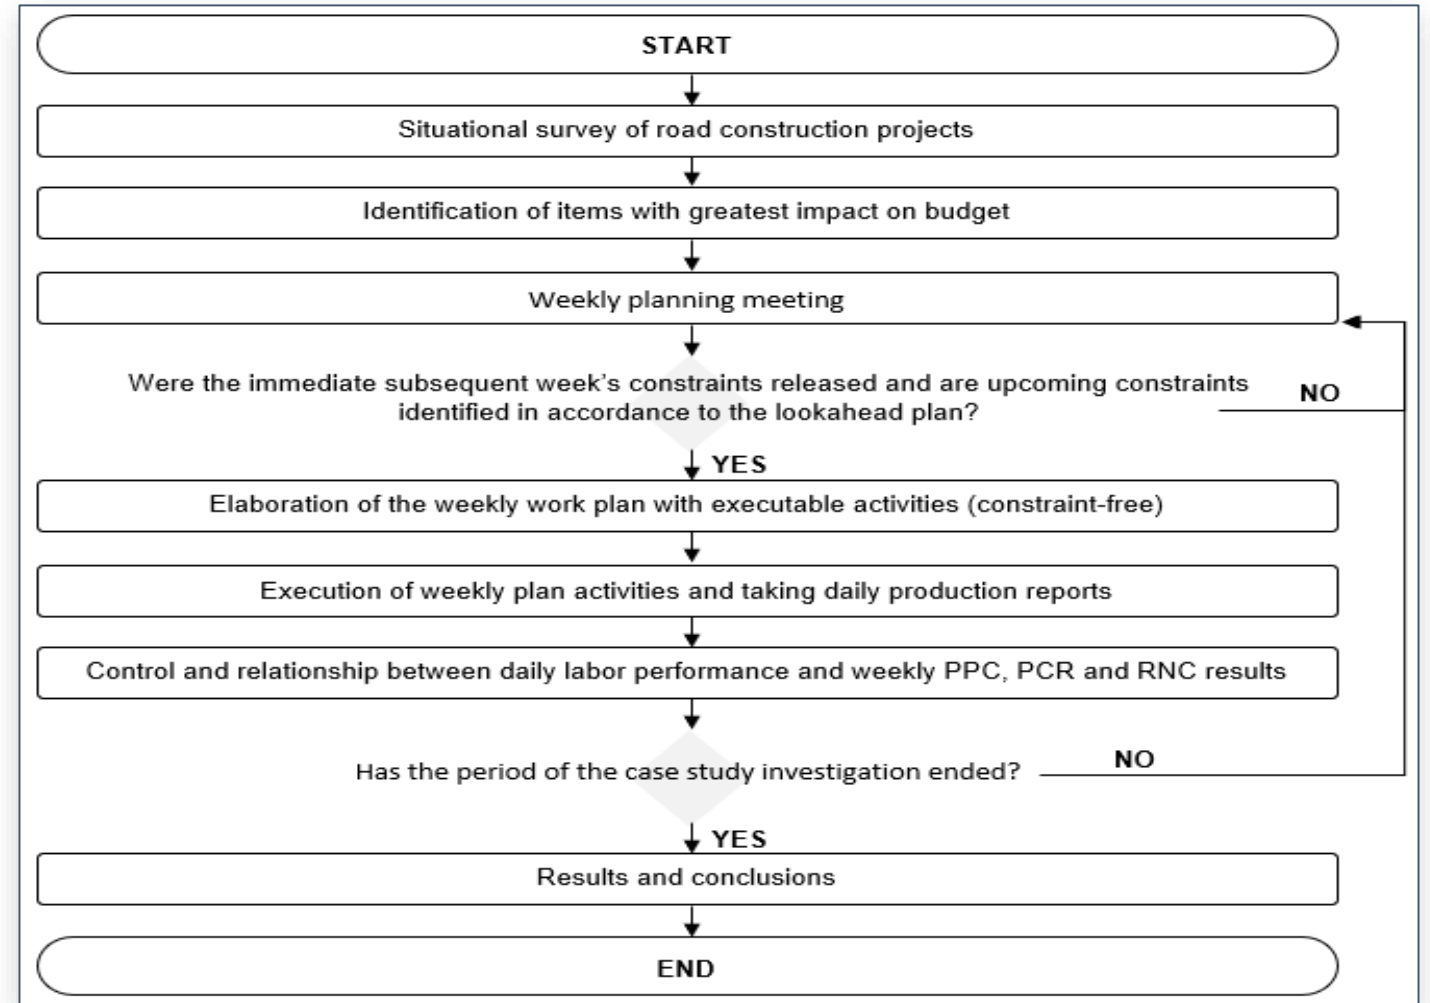 START
Situational survey of road construction projects
Identification of items with greatest impact on budget
Weekly planning meeting
Were the immediate subsequent week's constraints released and are upcoming constraints
identified in accordance to the lookahead plan?
NO
YES
Elaboration of the weekly work plan with executable activities (constraint-free)
Execution of weekly plan activities and taking daily production reports
Control and relationship between daily labor performance and weekly PPC, PCR and RNC results
Has the period of the case study investigation ended?
NO
YES
Results and conclusions
END